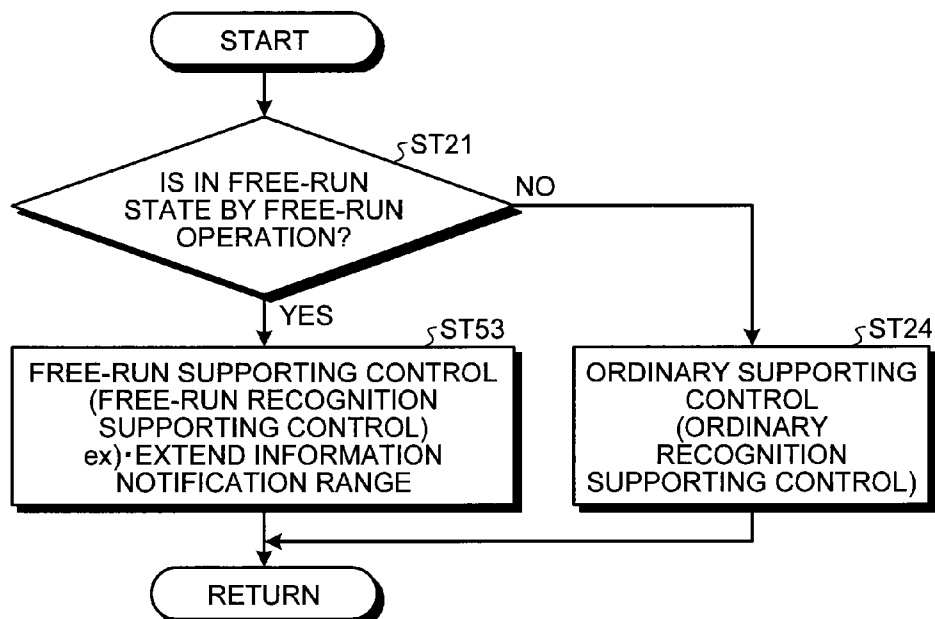 START
ST21
IS IN FREE-RUN
STATE BY FREE-RUN
OPERATION?
NO
YES
ST53
FREE-RUN SUPPORTING CONTROL
(FREE-RUN RECOGNITION
SUPPORTING CONTROL)
ex)・EXTEND INFORMATION
NOTIFICATION RANGE
ST24
ORDINARY SUPPORTING
CONTROL
(ORDINARY
RECOGNITION
SUPPORTING CONTROL)
RETURN